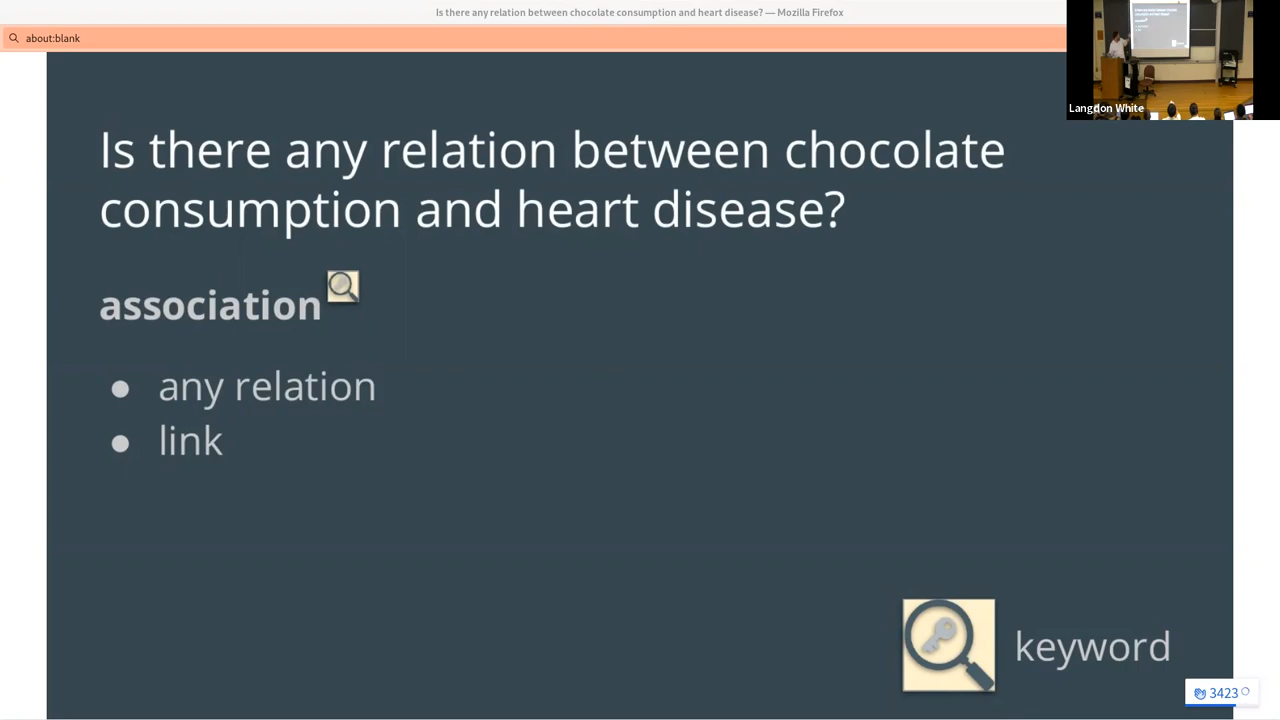 Is there any relation between chocolate consumption and heart disease? — Mozilla Firefox
about:blank
Langdon White
Is there any relation between chocolate
consumption and heart disease?
association
● any relation
● link
keyword
3423